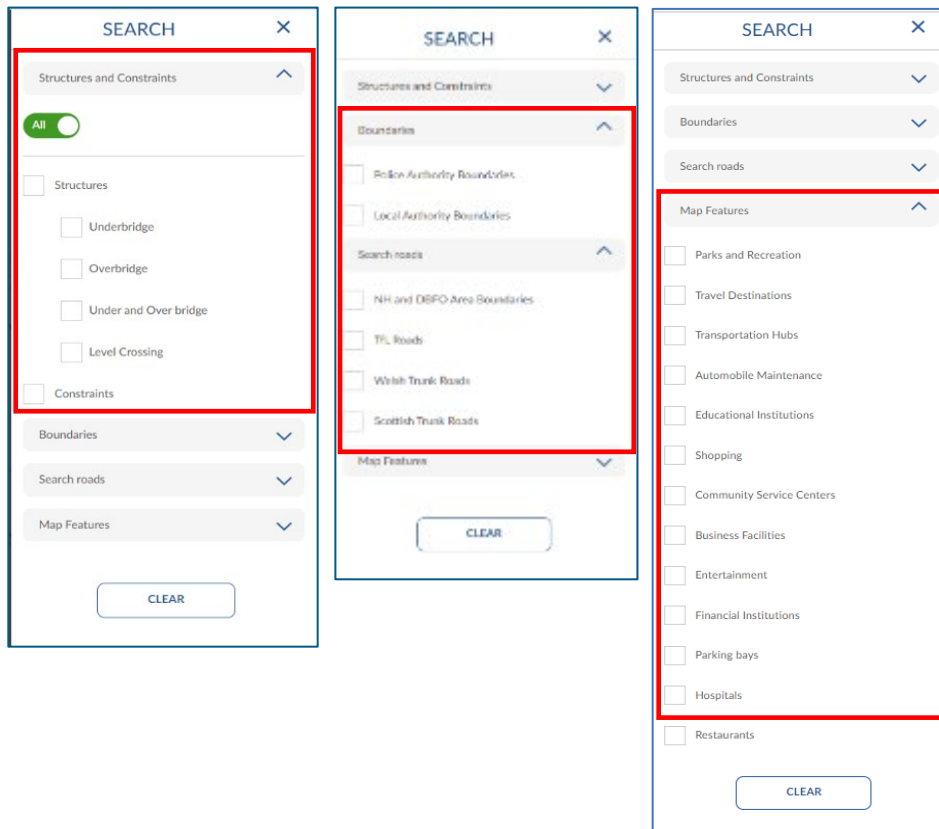 SEARCH
Structures and Constraints
All
Structures
Underbridge
Overbridge
Under and Over bridge
Level Crossing
Constraints
Boundaries
Search roads
Map Features
CLEAR
SEARCH
Structures and Constraints
Boundaries
Police Authority Boundaries
Local Authority Boundaries
Search roads
NH and DBFO Area Boundaries
TFL Roads
Welsh Trunk Roads
Scottish Trunk Roads
Map Features
CLEAR
SEARCH
Structures and Constraints
Boundaries
Search roads
Map Features
Parks and Recreation
Travel Destinations
Transportation Hubs
Automobile Maintenance
Educational Institutions
Shopping
Community Service Centers
Business Facilities
Entertainment
Financial Institutions
Parking bays
Hospitals
Restaurants
CLEAR